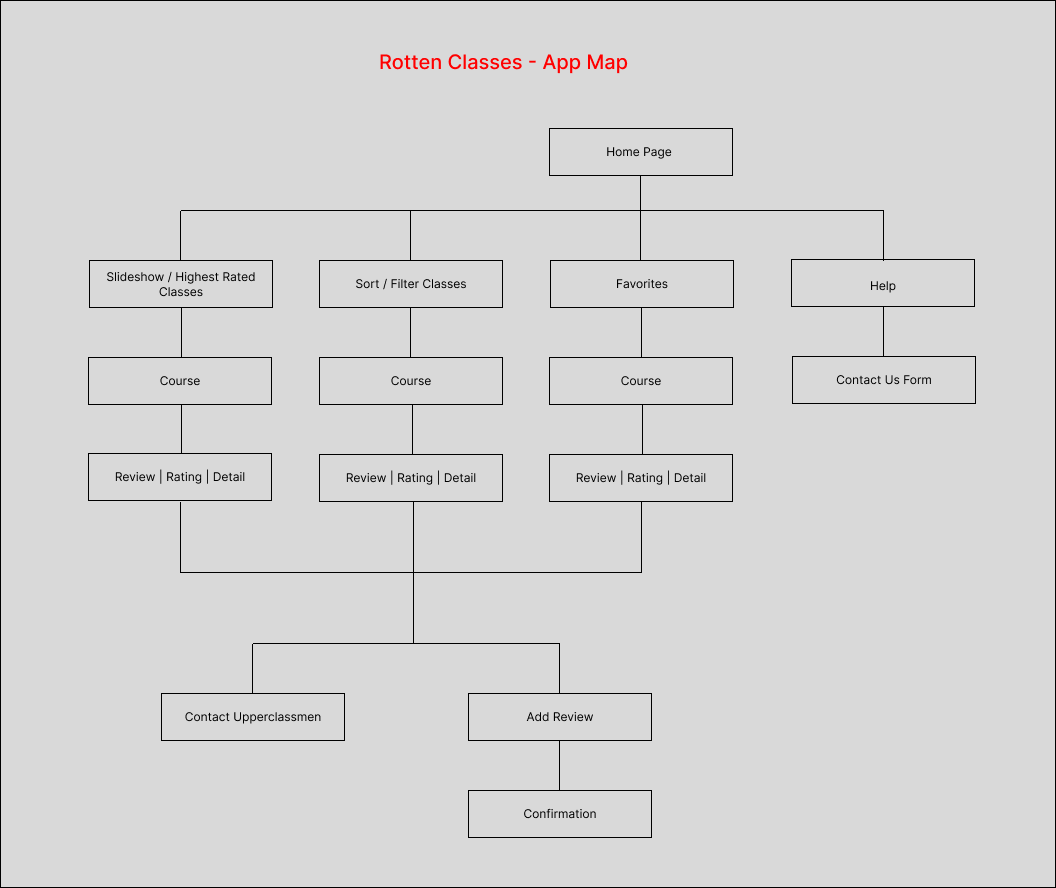 Rotten Classes - App Map
Home Page
Slideshow / Highest Rated
Classes
Sort / Filter Classes
Favorites
Help
Course
Course
Course
Contact Us Form
Review | Rating | Detail
Review | Rating | Detail
Review | Rating | Detail
Contact Upperclassmen
Add Review
Confirmation